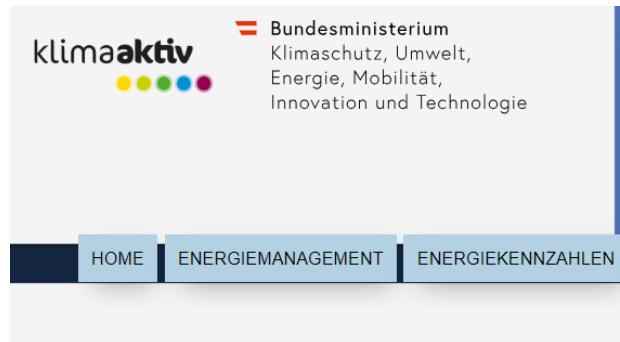 klimaaktiv
Bundesministerium
Klimaschutz, Umwelt,
Energie, Mobilität,
Innovation und Technologie
HOME
ENERGIEMANAGEMENT
ENERGIEKENNZAHLEN